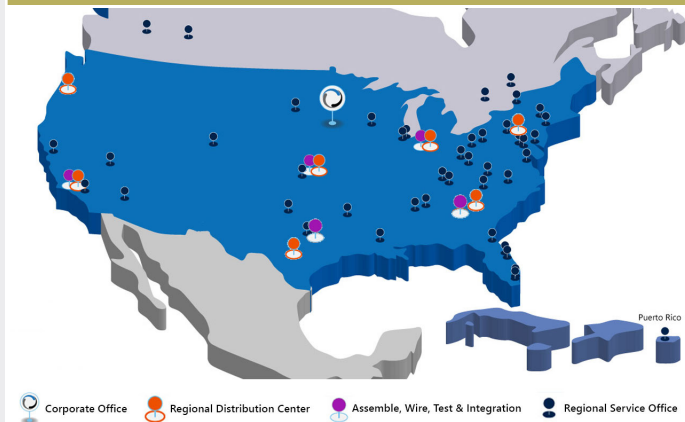 Puerto Rico
Corporate Office
Regional Distribution Center
Assemble, Wire, Test & Integration
Regional Service Office